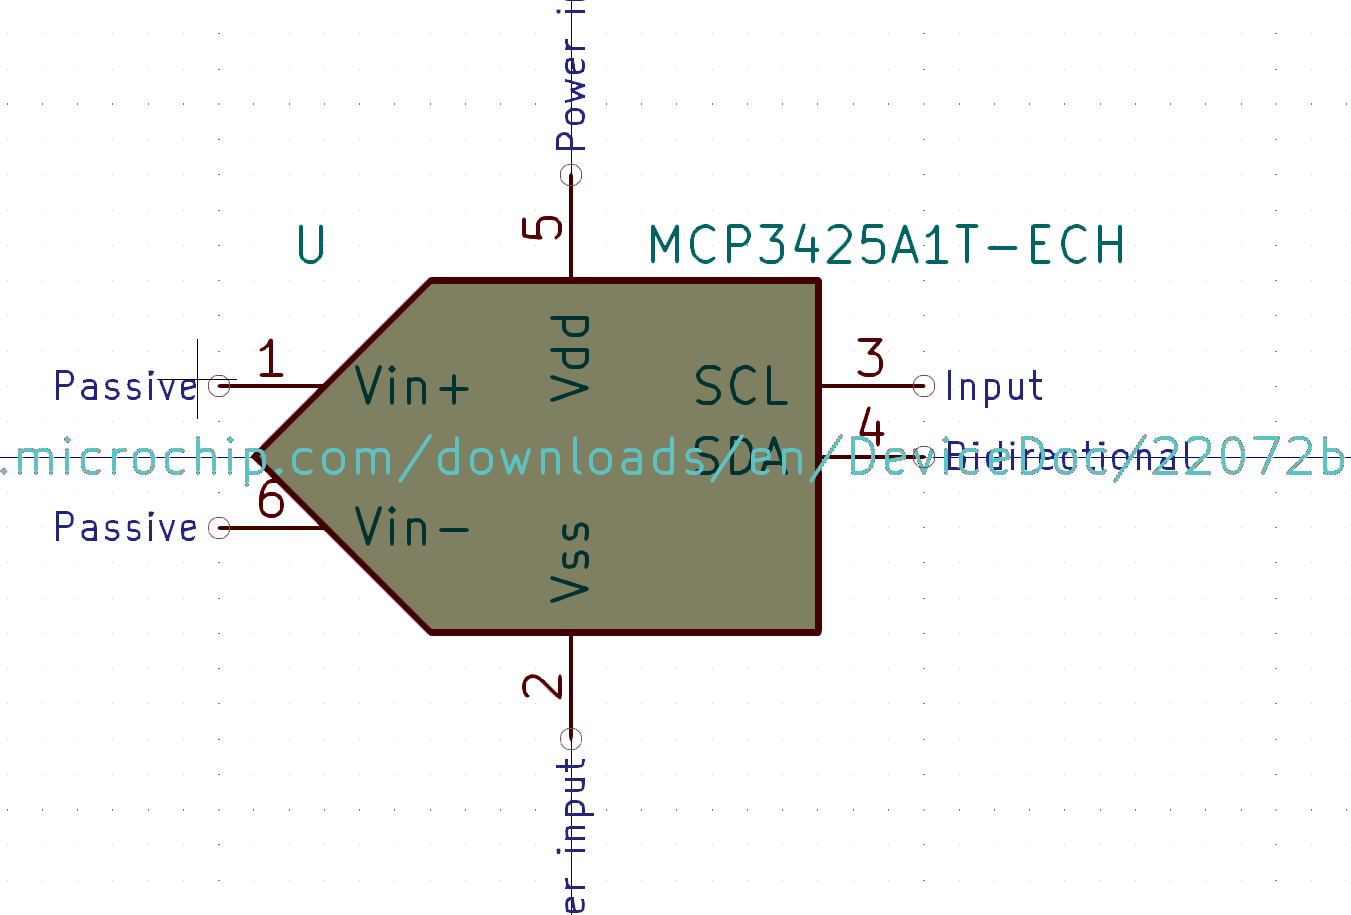 Power i
5
U
MCP3425A1T-ECH
Vdd
1
3
Passive
Vin+
SCL
Input
4
.microchip.com/downloads/en/DeviceDoc/22072b
SDA
Bidirectional
6
Passive
Vin-
Vss
2
er input